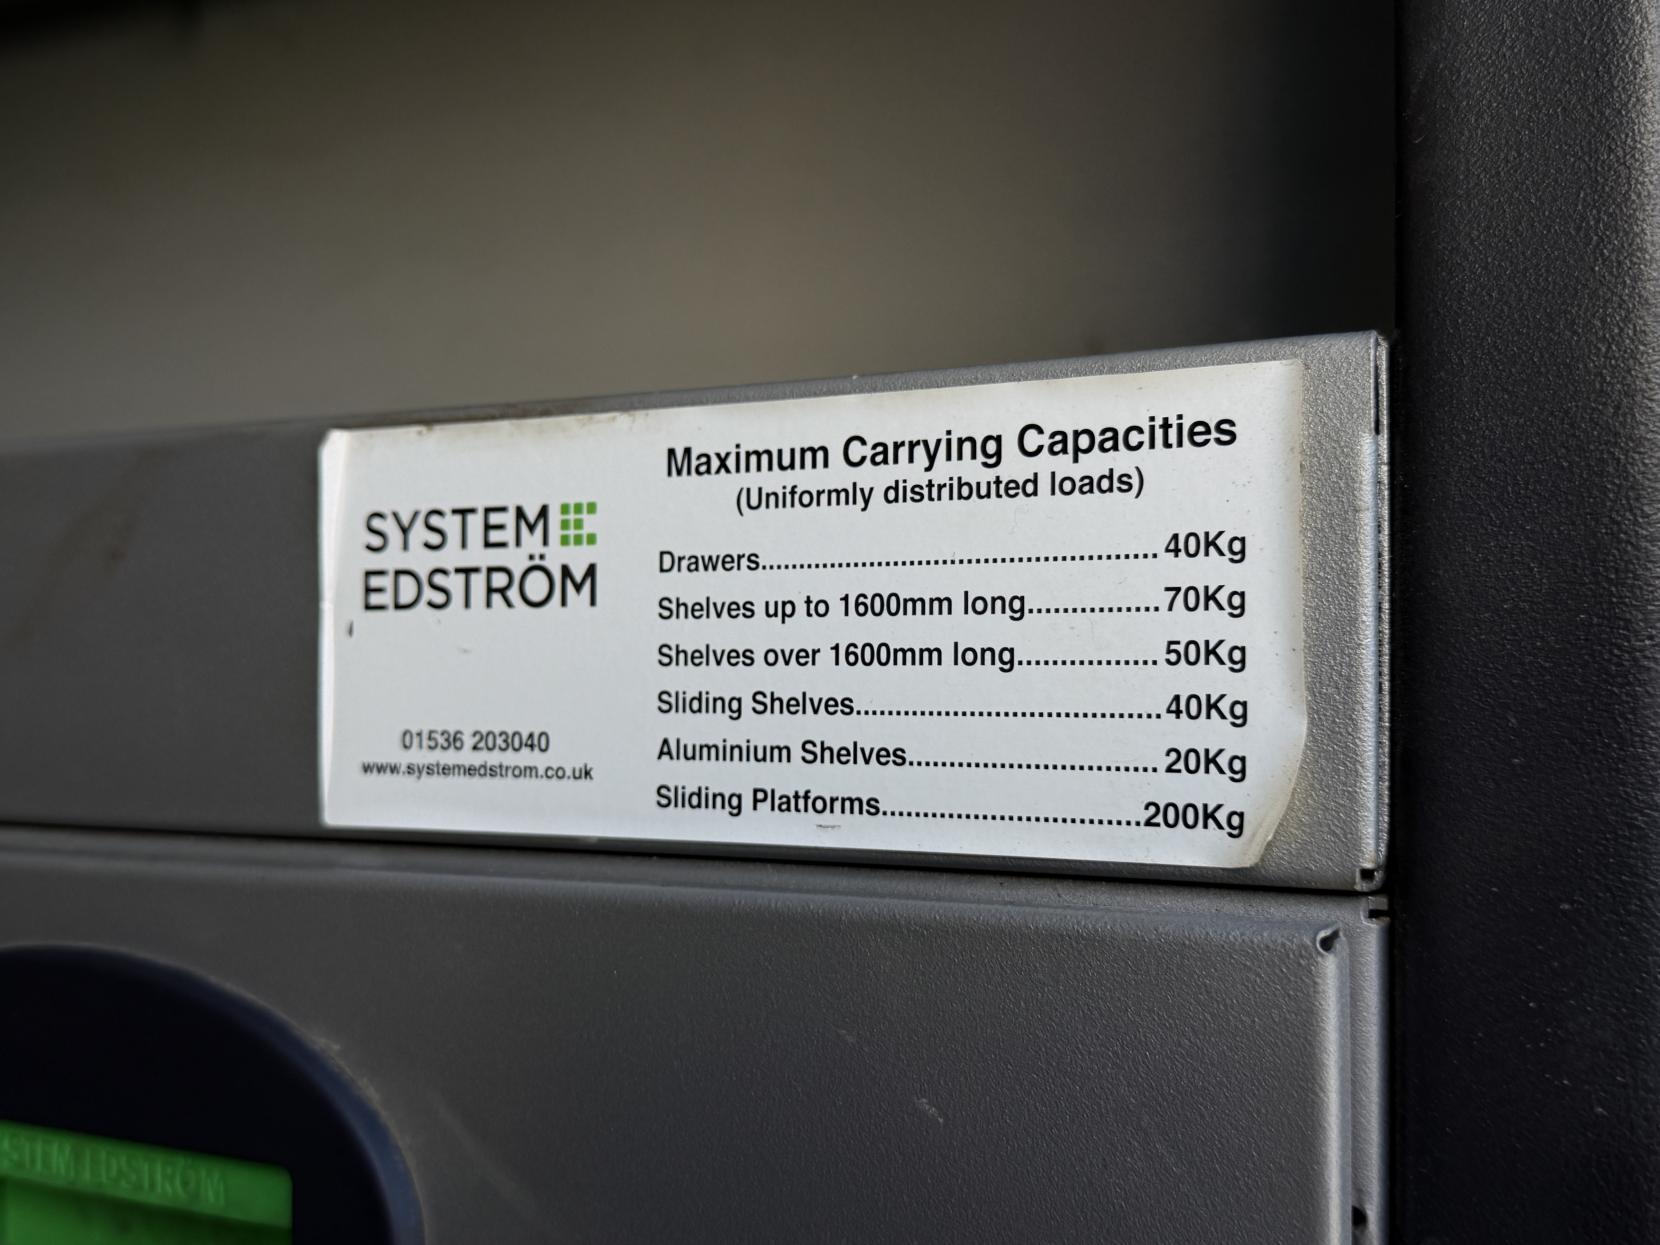 SYSTEM
EDSTRÖM
01536 203040
www.systemedstrom.co.uk
Maximum Carrying Capacities
(Uniformly distributed loads)
Drawers..................................................... 40Kg
Shelves up to 1600mm long................70Kg
Shelves over 1600mm long................. 50Kg
Sliding Shelves......................................40Kg
Aluminium Shelves............................... 20Kg
Sliding Platforms................................200Kg
STEM EDSTRÖM